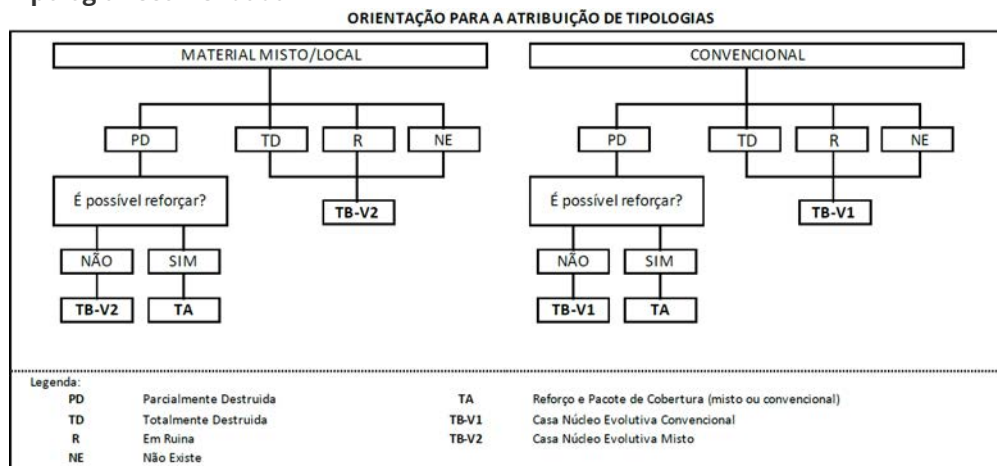 ORIENTAÇÃO PARA A ATRIBUIÇÃO DE TIPOLOGIAS
MATERIAL MISTO/LOCAL CONVENCIONAL
PD TD R NE PD TD R NE
É possível reforçar? TB-V2 É possível reforçar? TB-V1
NÃO SIM NÃO SIM
TB-V2 TA TB-V1 TA
Legenda:
PD Parcialmente Destruida TA Reforço e Pacote de Cobertura (misto ou convencional)
TD Totalmente Destruida TB-V1 Casa Núcleo Evolutiva Convencional
R Em Ruina TB-V2 Casa Núcleo Evolutiva Misto
NE Não Existe